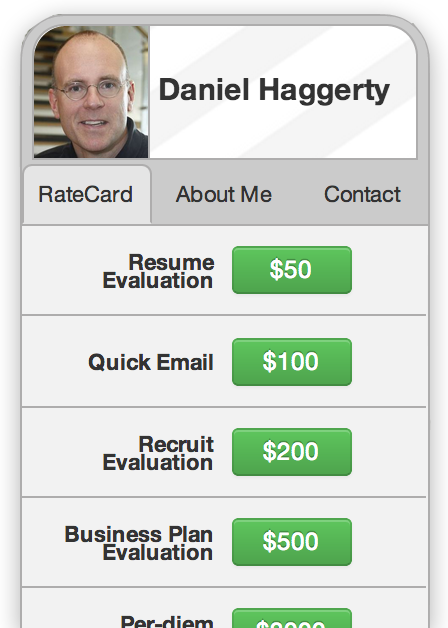 Daniel Haggerty
RateCard About Me Contact
Resume
Evaluation
$50
Quick Email $100
Recruit
Evaluation
$200
Business Plan
Evaluation
$500
Per-diem